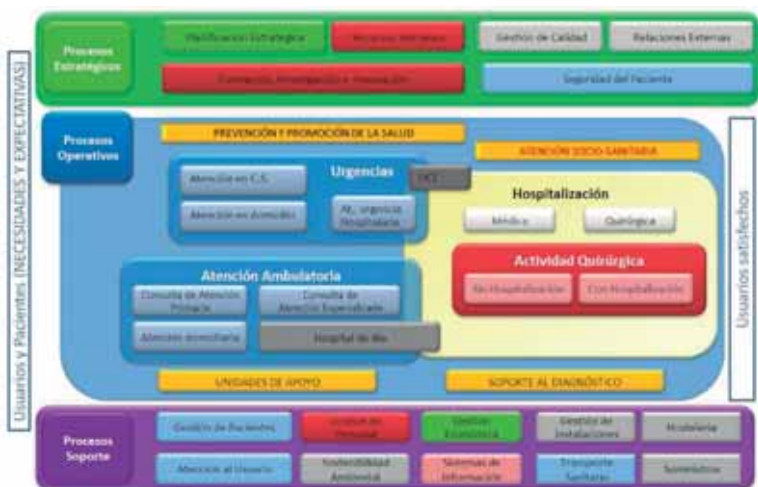 Usuarios y Pacientes (NECESIDADES Y EXPECTATIVAS)
Procesos
Estratégicos
Planificación Estratégica
Recursos Humanos
Gestión de Calidad
Relaciones Externas
Formación, Investigación e Innovación
Seguridad del Paciente
Procesos
Operativos
PREVENCIÓN Y PROMOCIÓN DE LA SALUD
ATENCIÓN SOCIO-SANITARIA
Urgencias
Atención en C.S.
Atención en domicilio
At. urgencia
Hospitalaria
Hospitalización
Médica
Quirúrgica
Actividad Quirúrgica
Sin Hospitalización
Con Hospitalización
Atención Ambulatoria
Consulta de Atención
Primaria
Consulta de
Atención Especializada
Atención domiciliaria
Hospital de día
UNIDADES DE APOYO
SOPORTE AL DIAGNÓSTICO
Usuarios satisfechos
Procesos
Soporte
Gestión de Pacientes
Gestión de
Personal
Gestión
Económica
Gestión de
Instalaciones
Hostelería
Atención al Usuario
Sostenibilidad
Ambiental
Sistemas de
Información
Transporte
Sanitario
Suministros